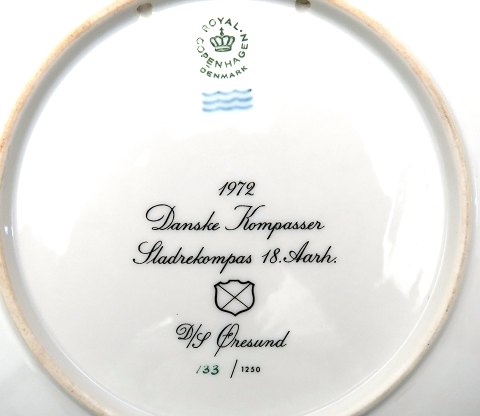 ROYAL
COPENHAGEN
DENMARK
1972
Danske Kompasser
Sladrekompas 18. Aarh.
D/S Øresund
133 / 1250